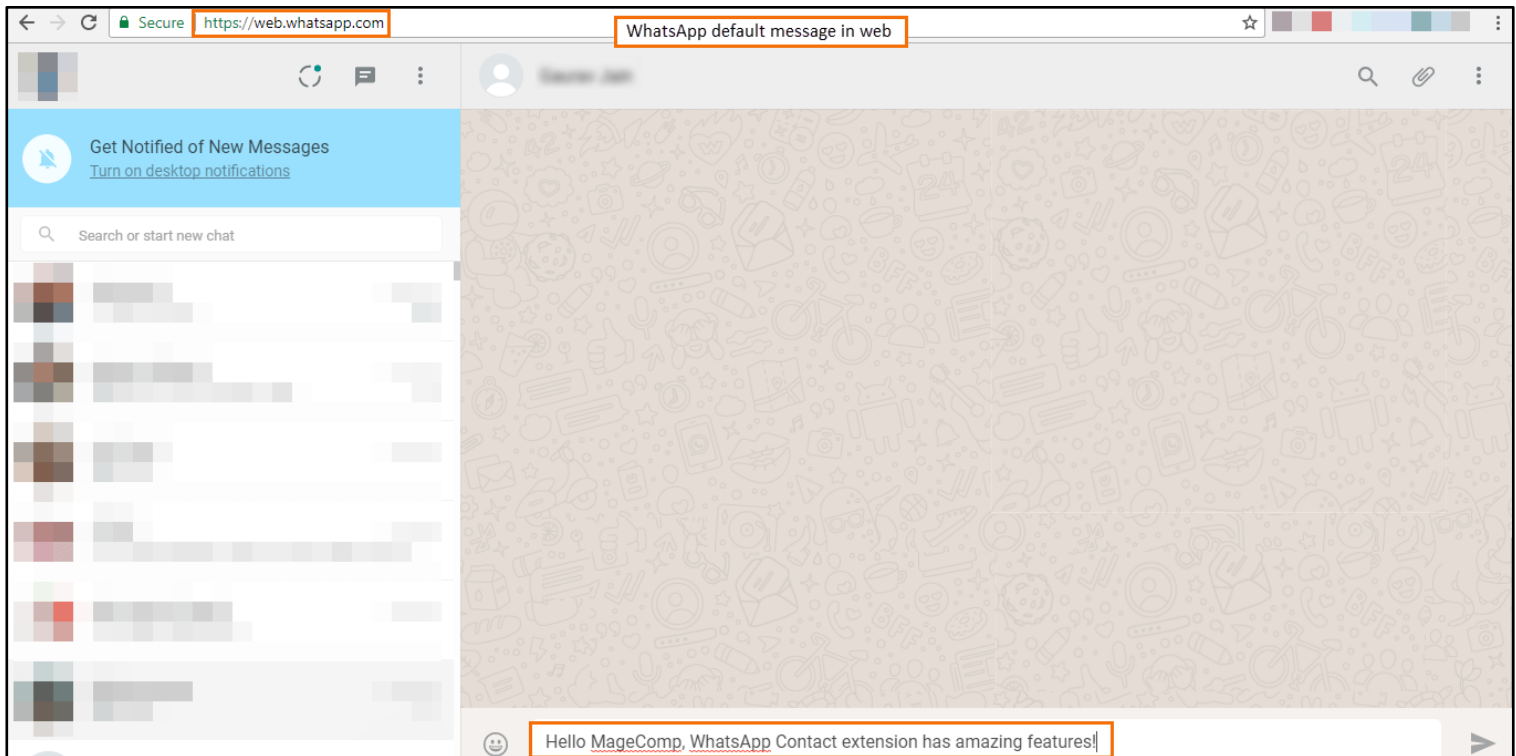 Secure https://web.whatsapp.com
WhatsApp default message in web
Get Notified of New Messages
Turn on desktop notifications
Search or start new chat
Hello MageComp, WhatsApp Contact extension has amazing features!